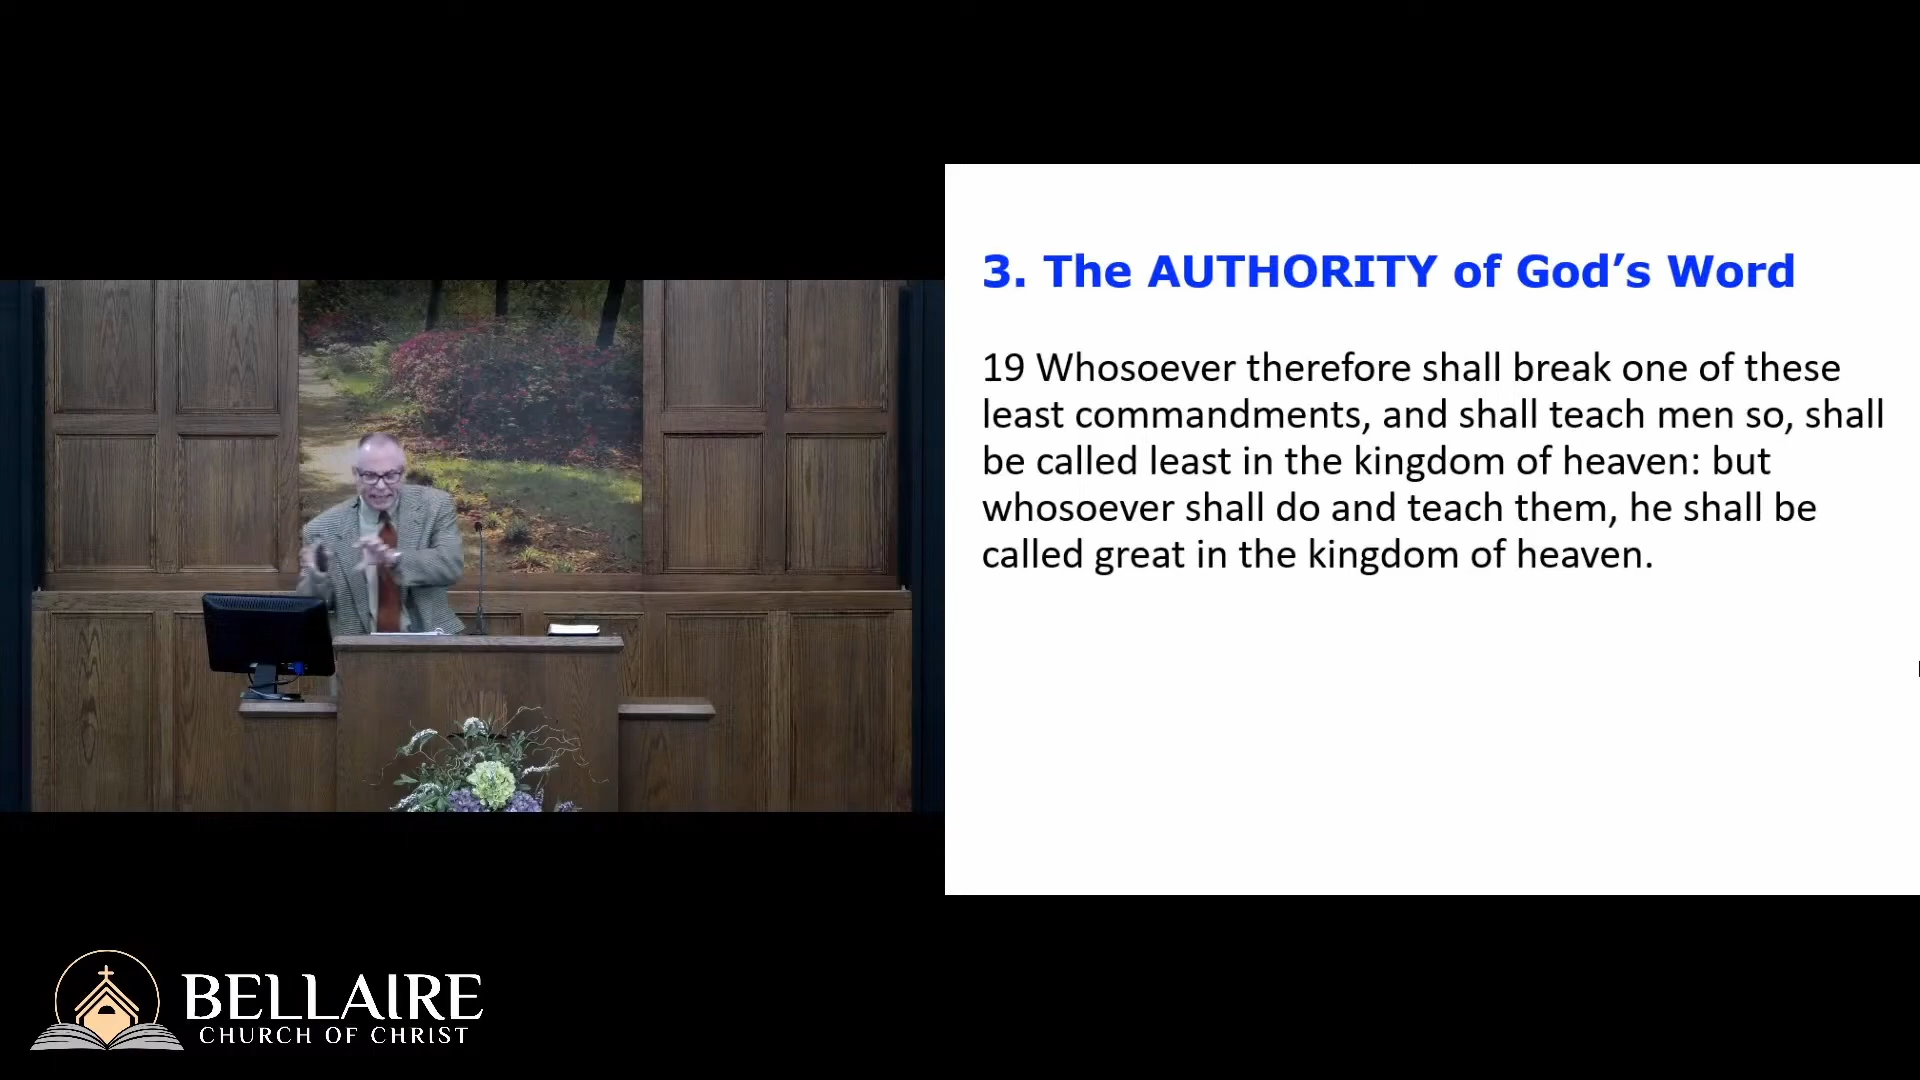 3. The AUTHORITY of God’s Word
19 Whosoever therefore shall break one of these
least commandments, and shall teach men so, shall
be called least in the kingdom of heaven: but
whosoever shall do and teach them, he shall be
called great in the kingdom of heaven.
BELLAIRE
CHURCH OF CHRIST